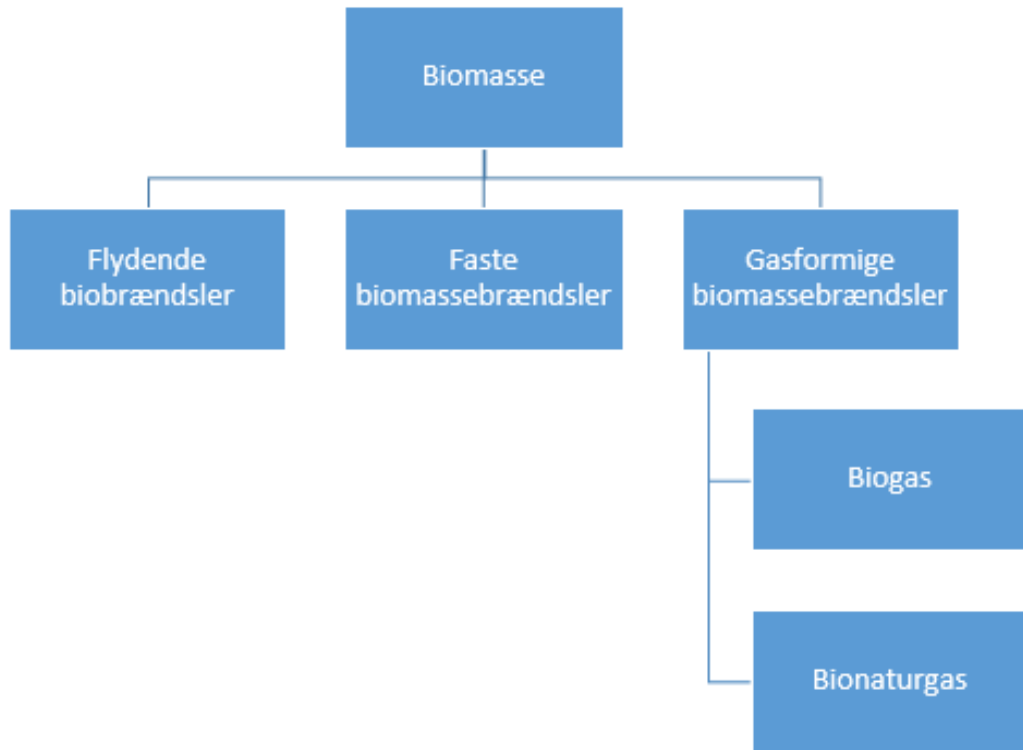 Biomasse
Flydende
biobrændsler
Faste
biomassebrændsler
Gasformige
biomassebrændsler
Biogas
Bionaturgas